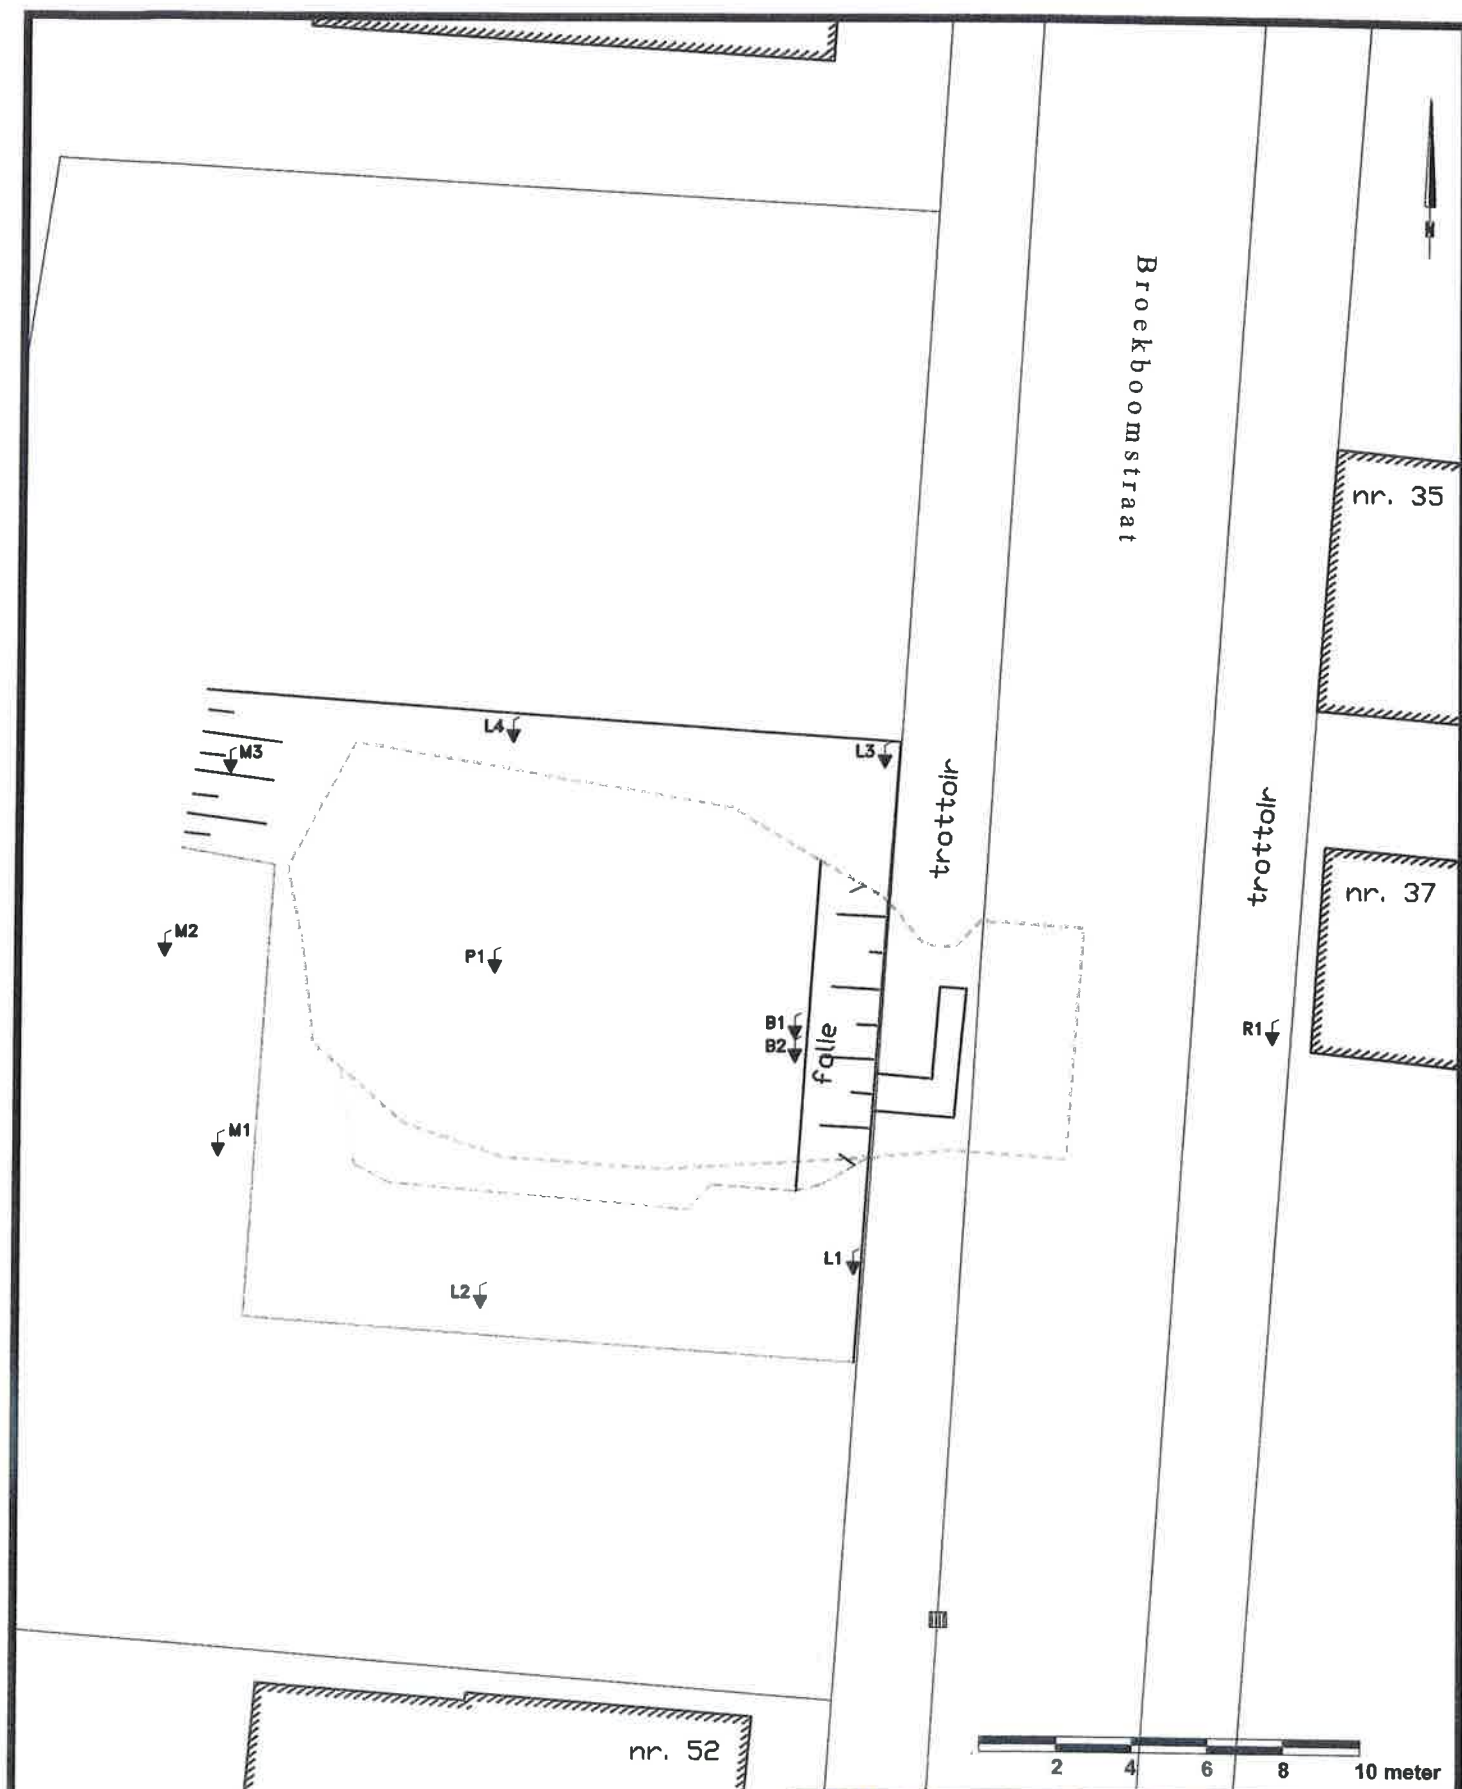 N
Broekboomstraat
nr. 35
L4
L3
M3
trottoir
trottoir
nr. 37
M2
P1
B1
R1
B2
folie
M1
L1
L2
nr. 52
2 4 6 8 10 meter